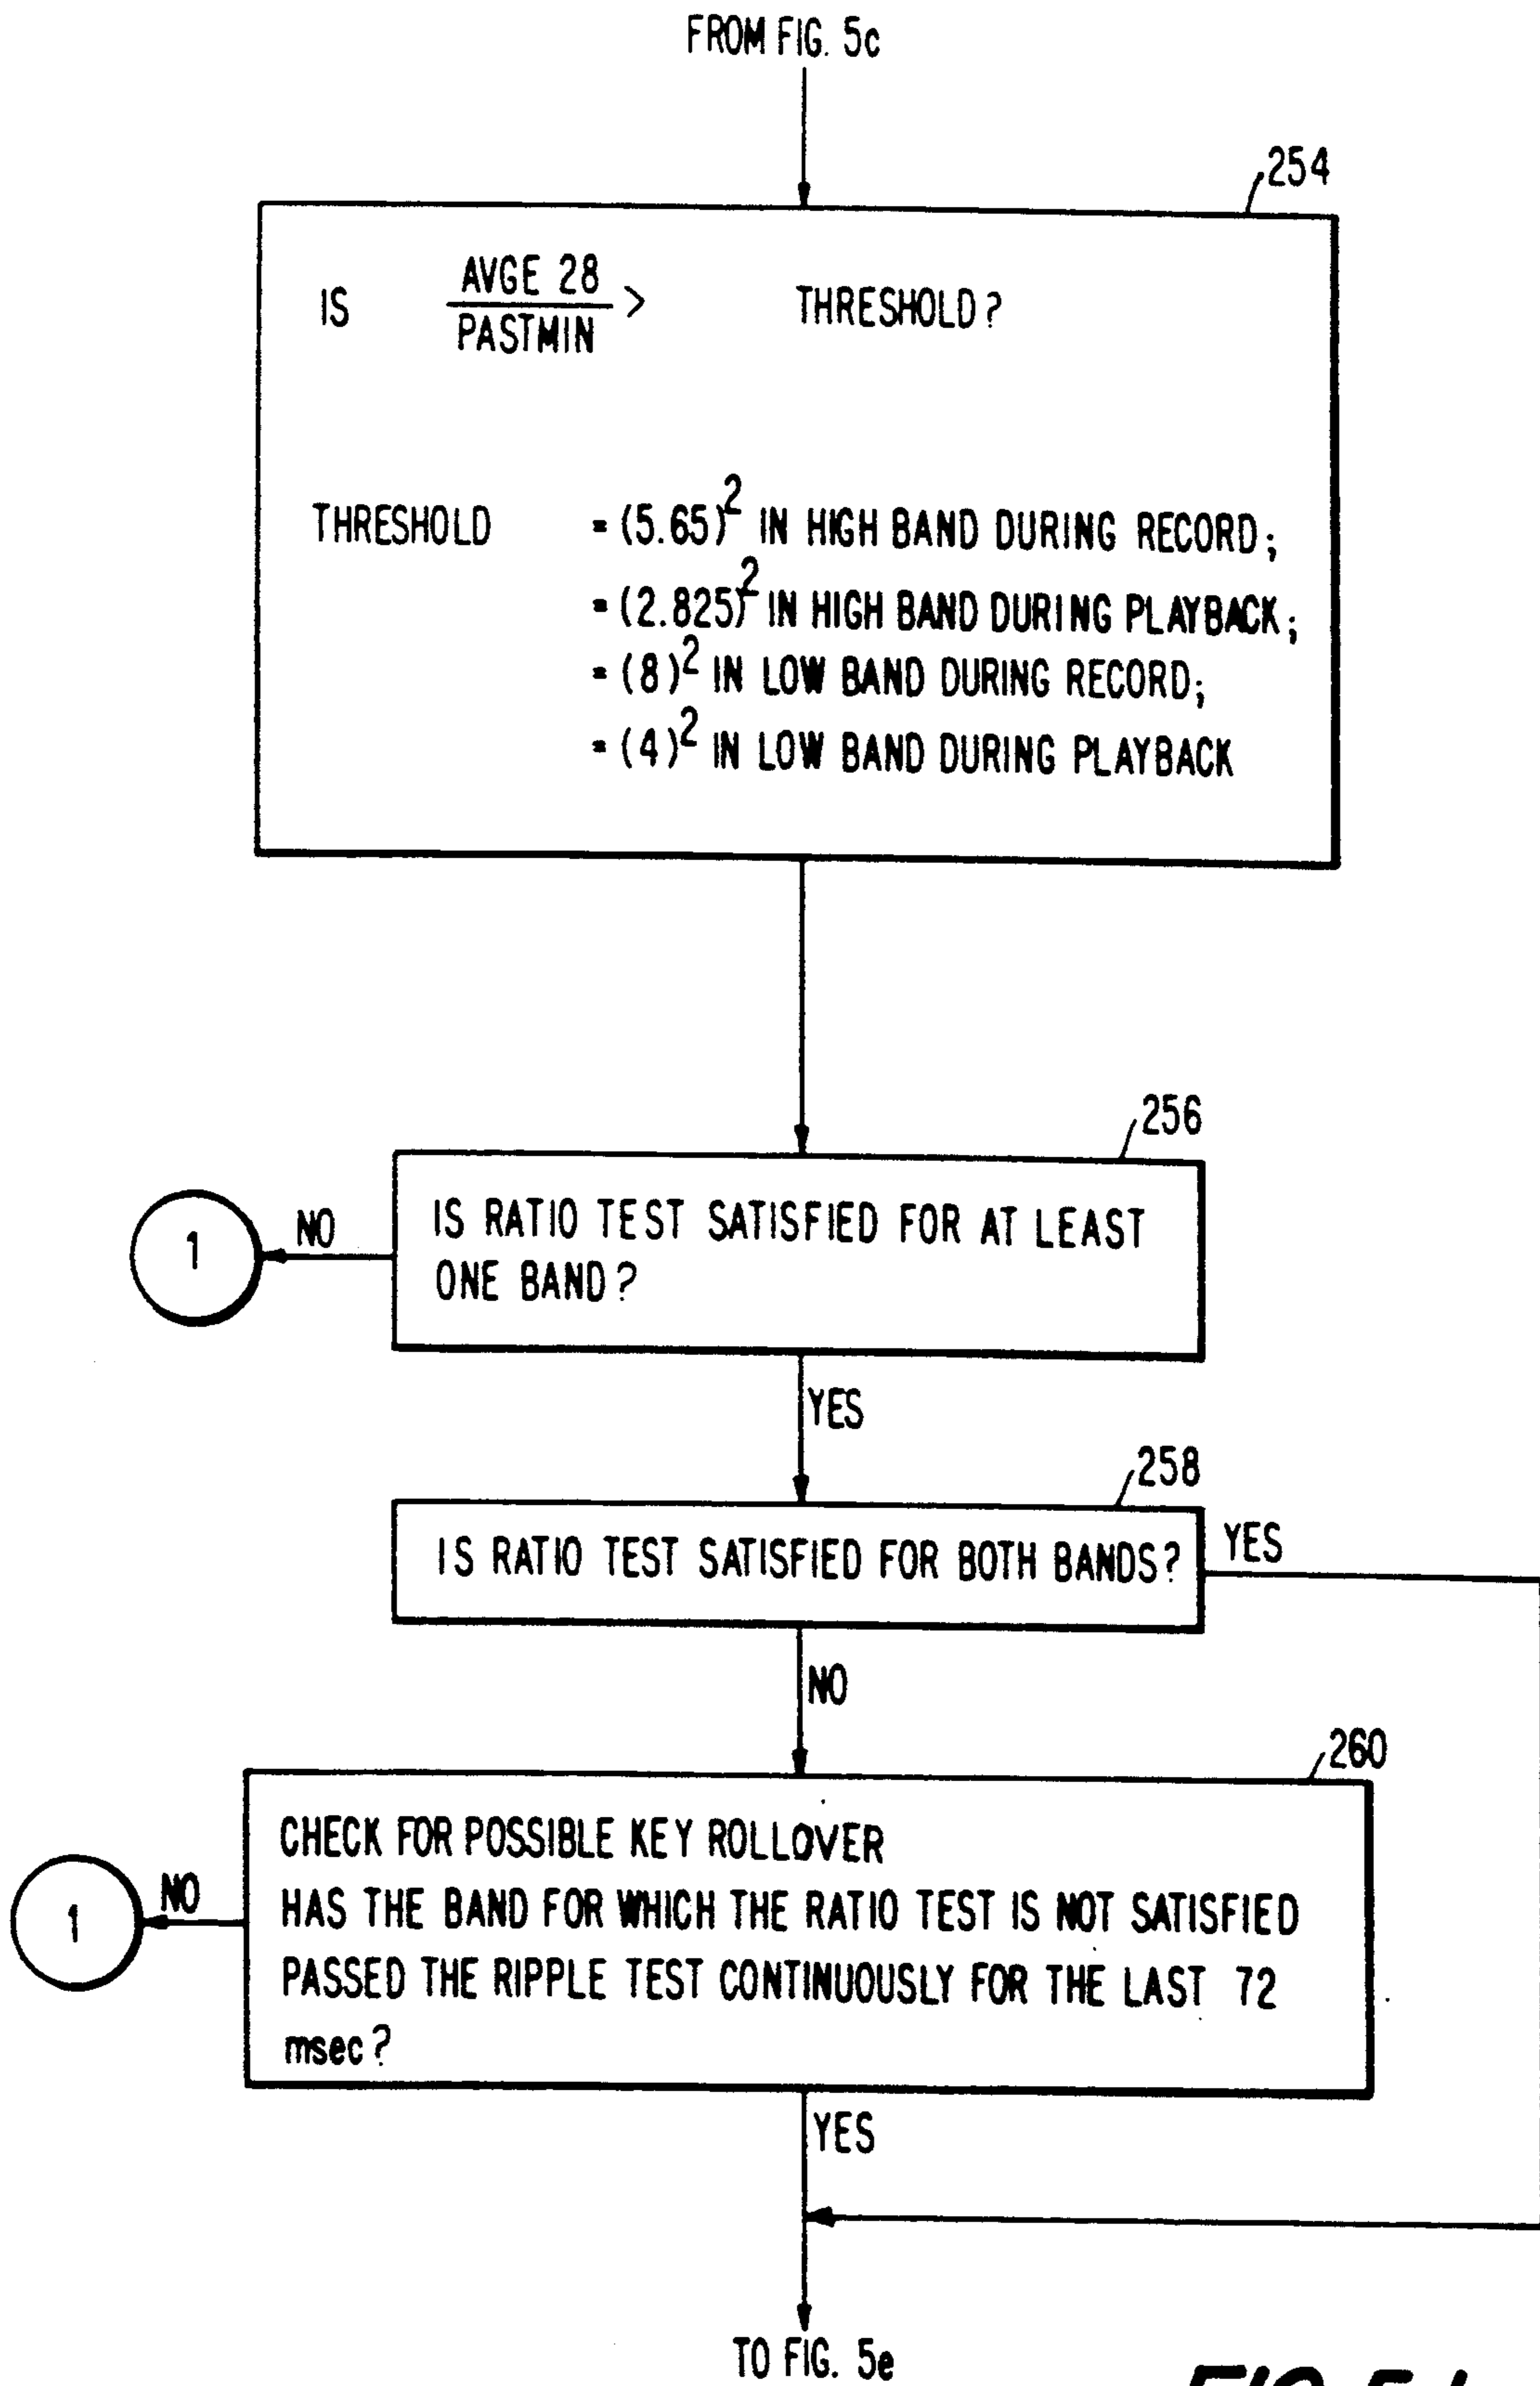 FROM FIG. 5c
254
IS AVGE 28 / PASTMIN > THRESHOLD?
THRESHOLD = (5.65)² IN HIGH BAND DURING RECORD;
= (2.825)² IN HIGH BAND DURING PLAYBACK;
= (8)² IN LOW BAND DURING RECORD;
= (4)² IN LOW BAND DURING PLAYBACK
256
IS RATIO TEST SATISFIED FOR AT LEAST
ONE BAND?
NO
1
YES
258
IS RATIO TEST SATISFIED FOR BOTH BANDS?
YES
NO
260
CHECK FOR POSSIBLE KEY ROLLOVER
HAS THE BAND FOR WHICH THE RATIO TEST IS NOT SATISFIED
PASSED THE RIPPLE TEST CONTINUOUSLY FOR THE LAST 72
msec?
NO
1
YES
TO FIG. 5e